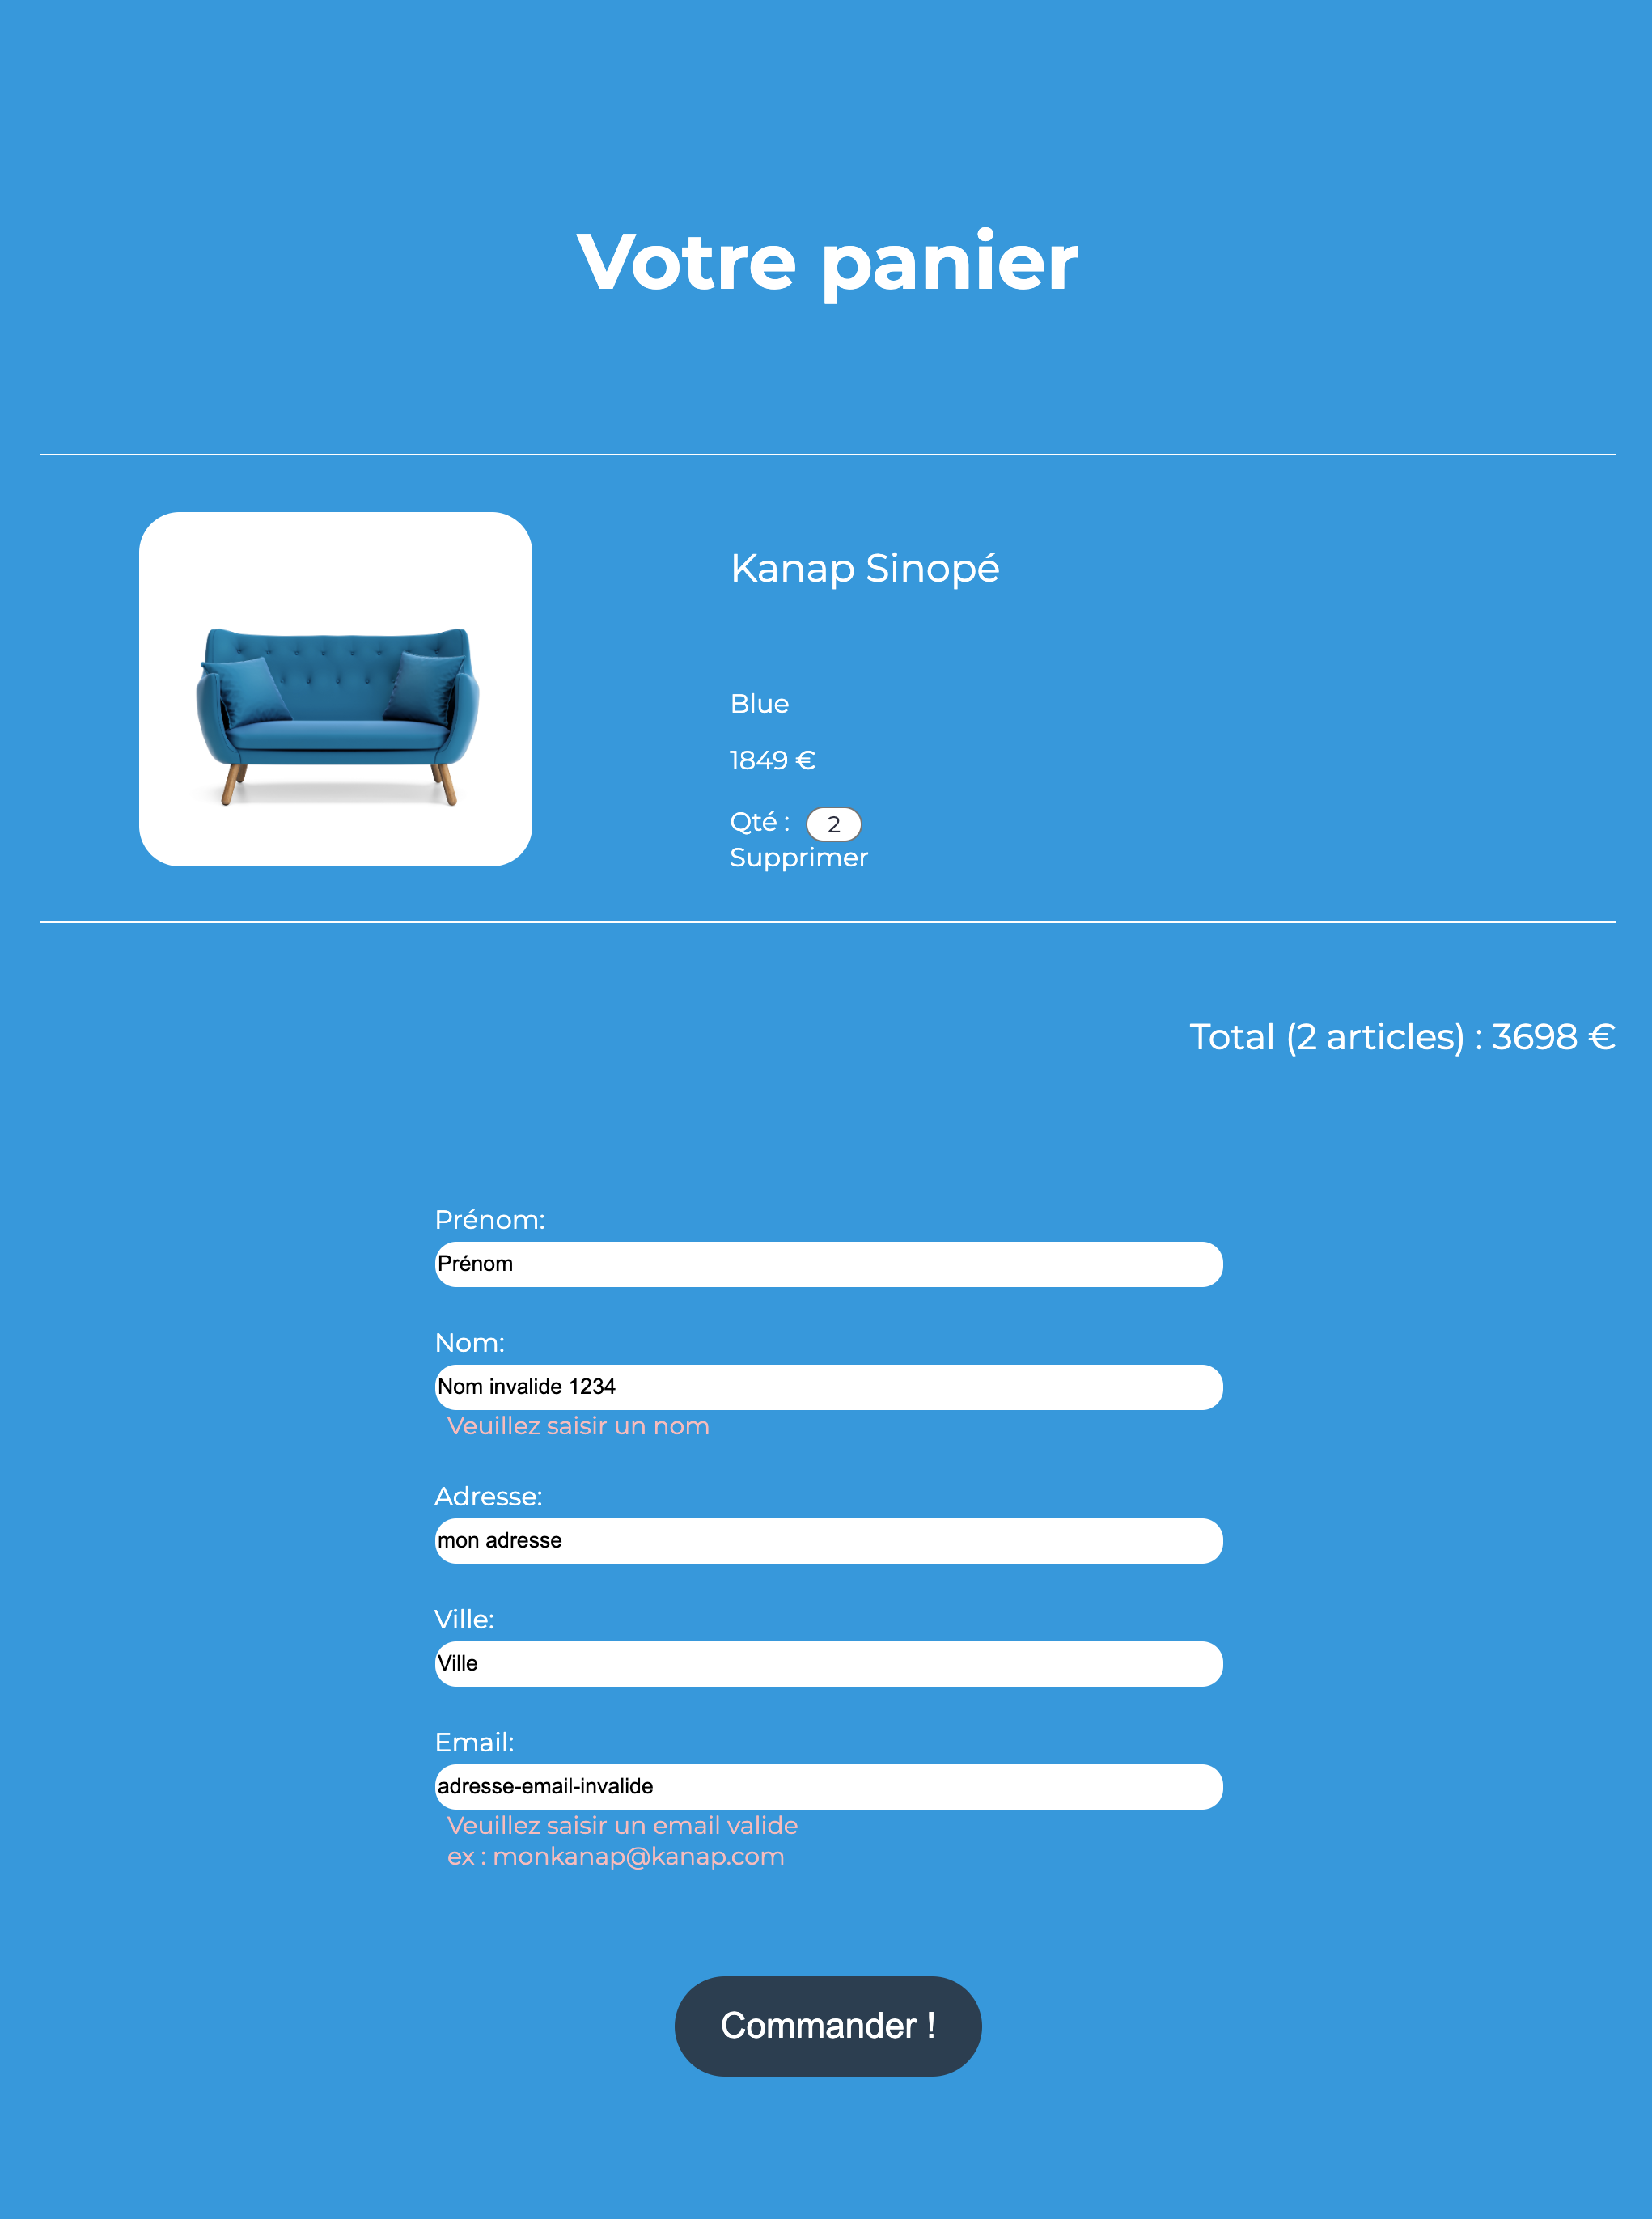 Votre panier
Kanap Sinopé
Blue
1849 €
Qté : 2
Supprimer
Total (2 articles) : 3698 €
Prénom:
Prénom
Nom:
Nom invalide 1234
Veuillez saisir un nom
Adresse:
mon adresse
Ville:
Ville
Email:
adresse-email-invalide
Veuillez saisir un email valide
ex : monkanap@kanap.com
Commander !